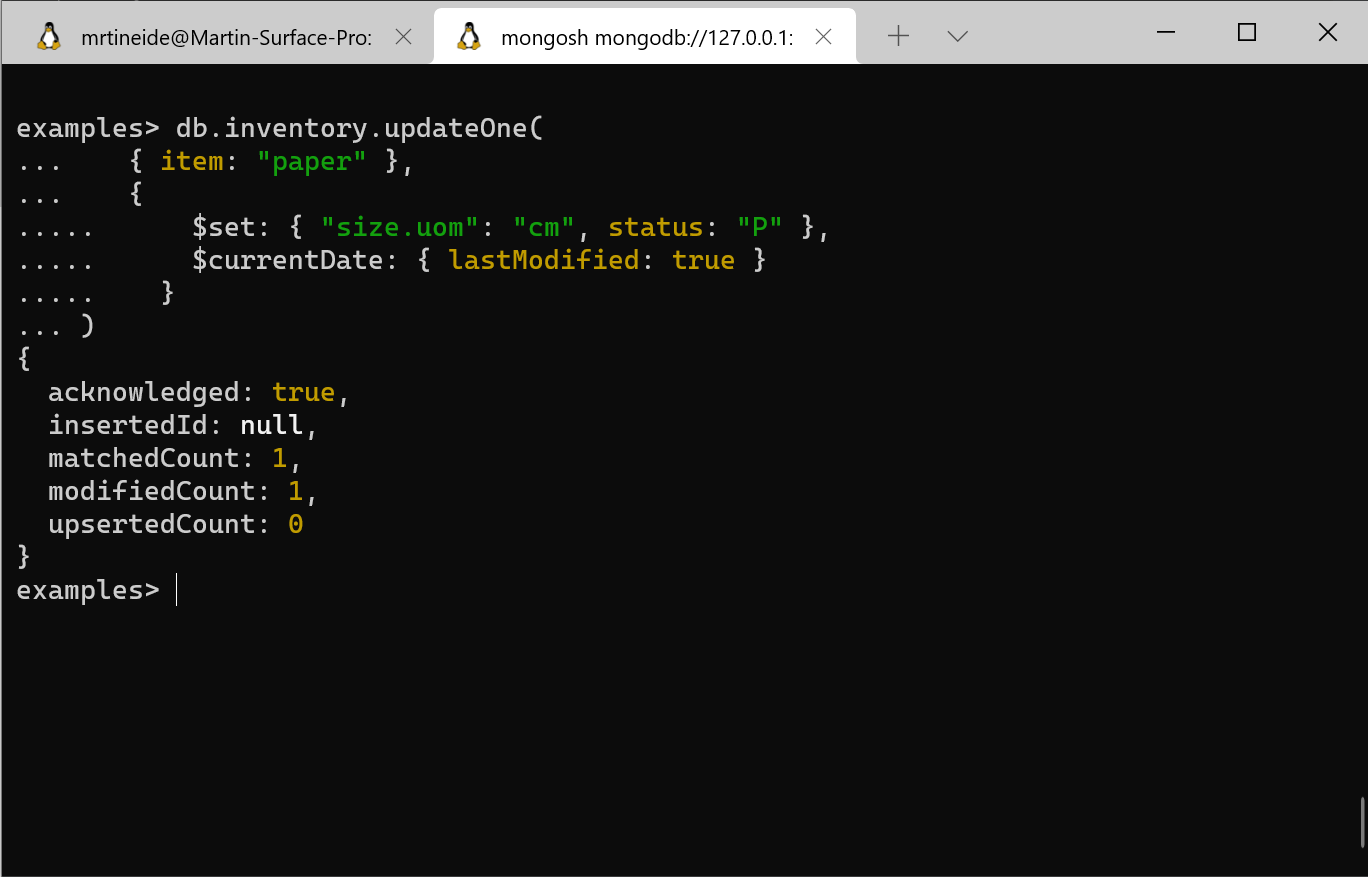 mrtineide@Martin-Surface-Pro:
mongosh mongodb://127.0.0.1:
examples> db.inventory.updateOne(
...    { item: "paper" },
...    {
.....      $set: { "size.uom": "cm", status: "P" },
.....      $currentDate: { lastModified: true }
.....    }
... )
{
  acknowledged: true,
  insertedId: null,
  matchedCount: 1,
  modifiedCount: 1,
  upsertedCount: 0
}
examples>